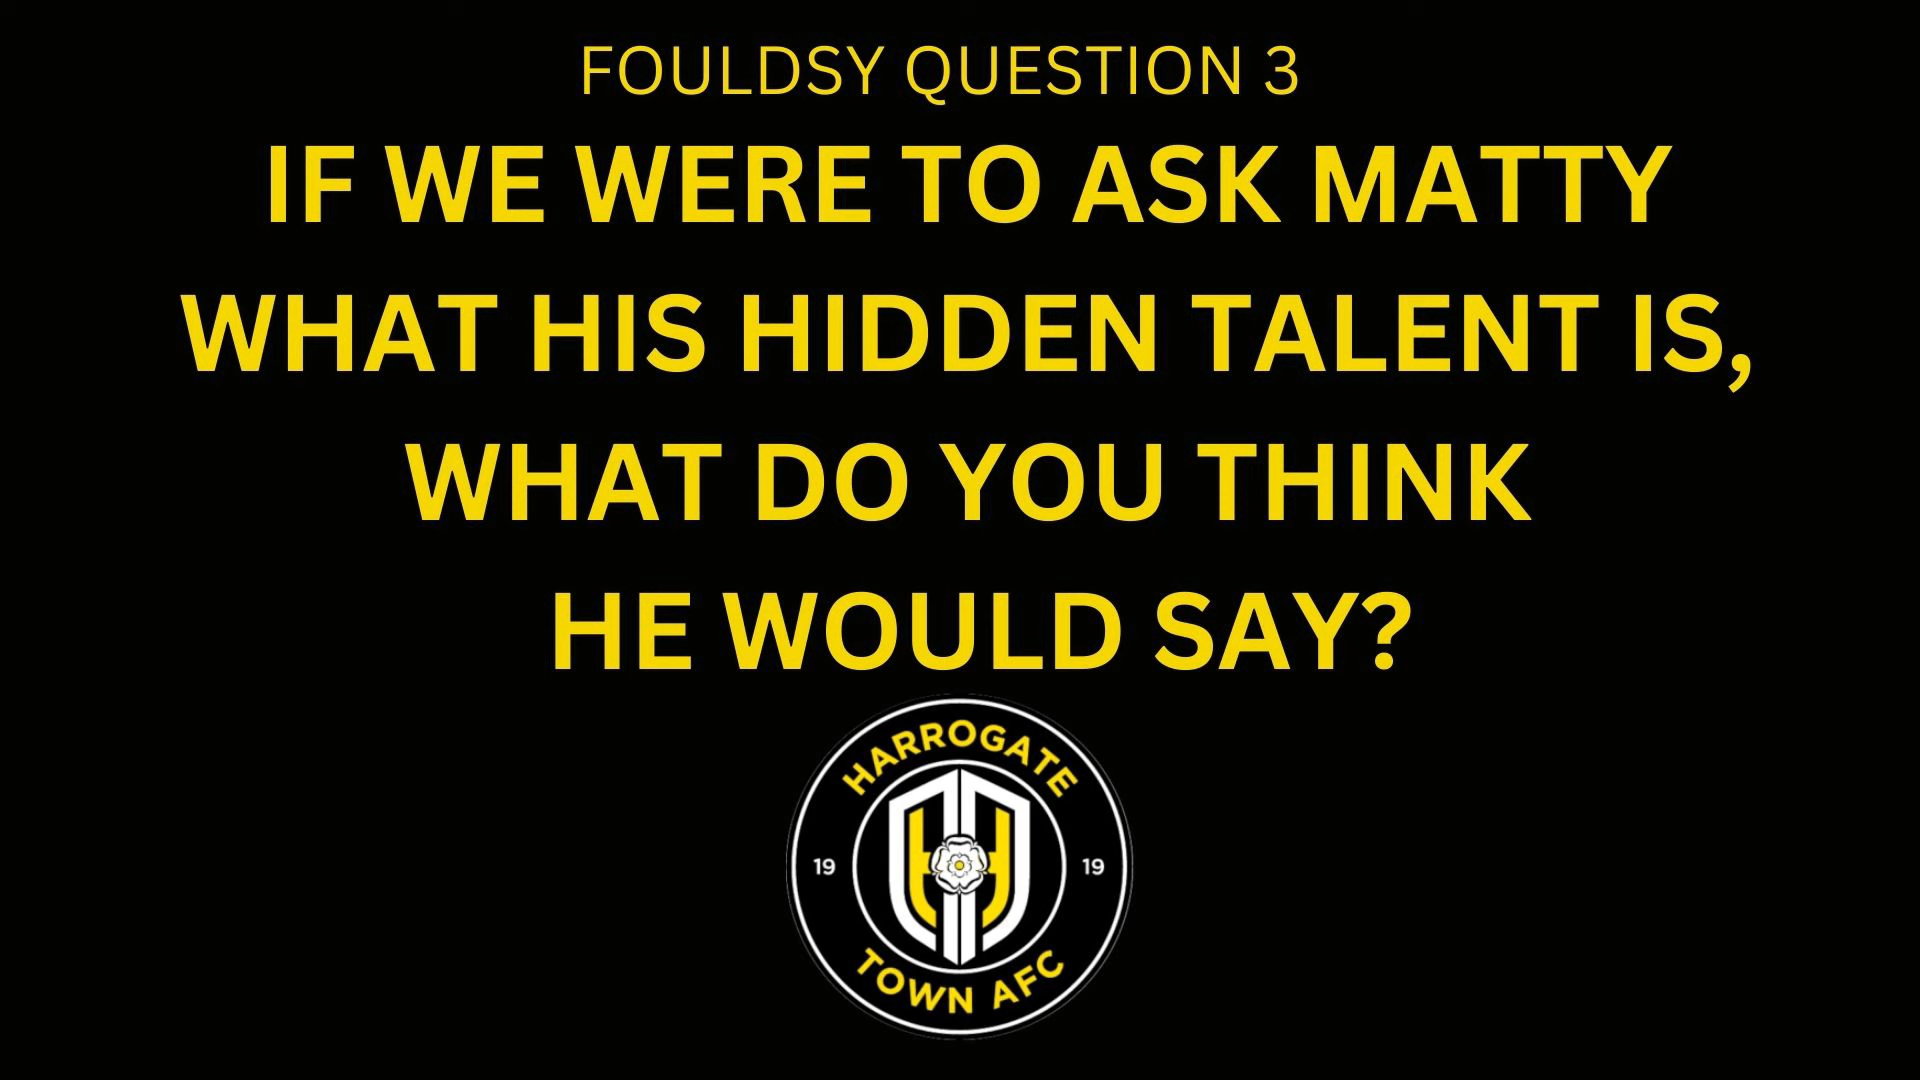 FOULDSY QUESTION 3
IF WE WERE TO ASK MATTY
WHAT HIS HIDDEN TALENT IS,
WHAT DO YOU THINK
HE WOULD SAY?
HARROGATE
19 19
TOWN AFC